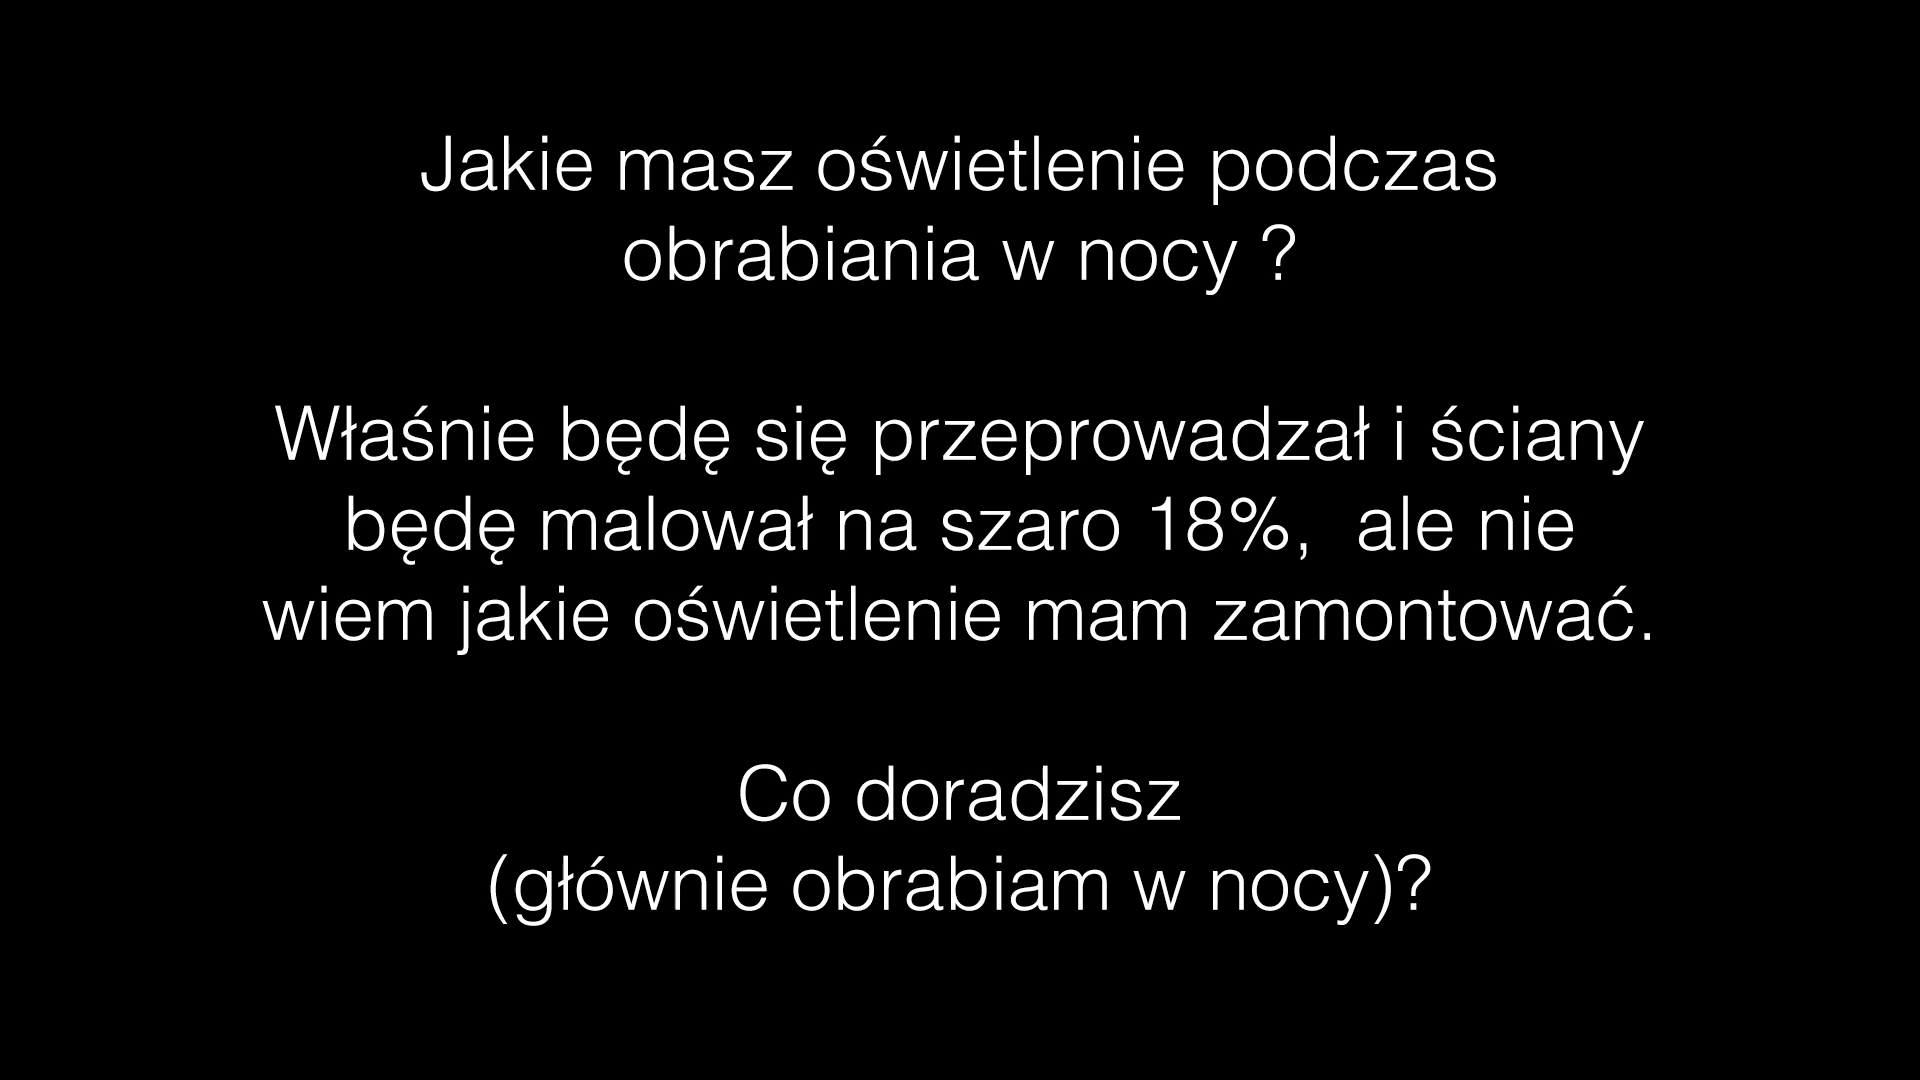 Jakie masz oświetlenie podczas
obrabiania w nocy ?
Właśnie będę się przeprowadzał i ściany
będę malował na szaro 18%,  ale nie
wiem jakie oświetlenie mam zamontować.
Co doradzisz
(głównie obrabiam w nocy)?